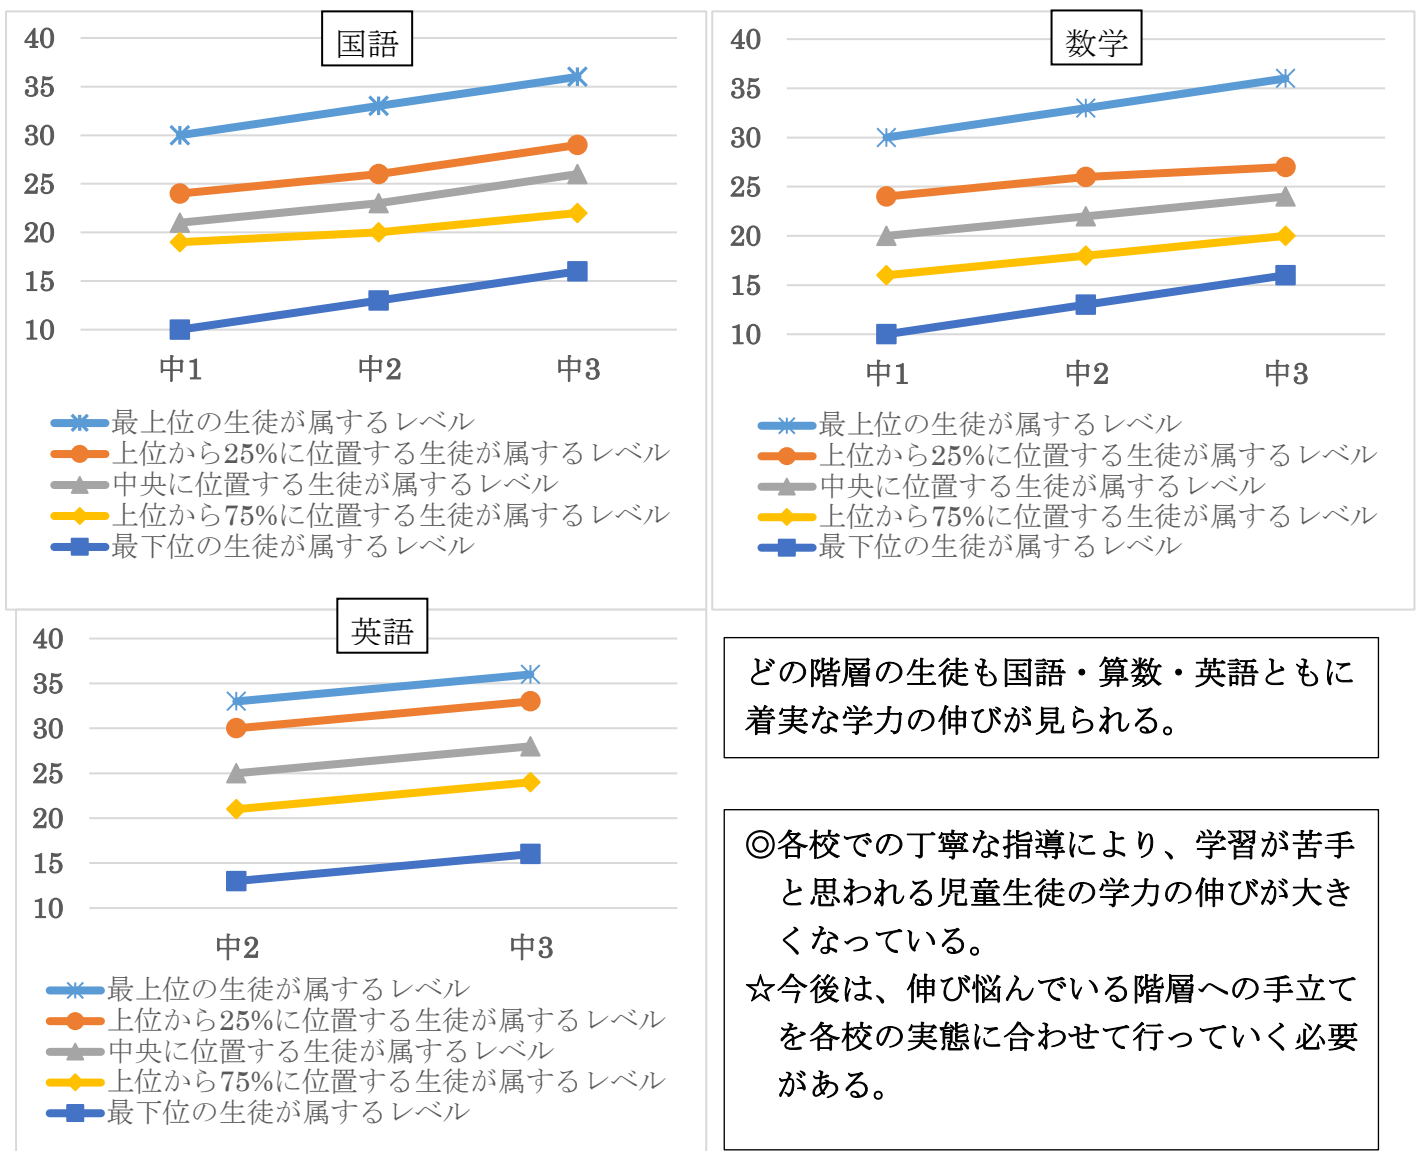 国語
40
35
30
25
20
15
10
中1 中2 中3
最上位の生徒が属するレベル
上位から25%に位置する生徒が属するレベル
中央に位置する生徒が属するレベル
上位から75%に位置する生徒が属するレベル
最下位の生徒が属するレベル
数学
40
35
30
25
20
15
10
中1 中2 中3
最上位の生徒が属するレベル
上位から25%に位置する生徒が属するレベル
中央に位置する生徒が属するレベル
上位から75%に位置する生徒が属するレベル
最下位の生徒が属するレベル
英語
40
35
30
25
20
15
10
中2 中3
最上位の生徒が属するレベル
上位から25%に位置する生徒が属するレベル
中央に位置する生徒が属するレベル
上位から75%に位置する生徒が属するレベル
最下位の生徒が属するレベル
どの階層の生徒も国語・算数・英語ともに
着実な学力の伸びが見られる。
◎各校での丁寧な指導により、学習が苦手
と思われる児童生徒の学力の伸びが大き
くなっている。
☆今後は、伸び悩んでいる階層への手立て
を各校の実態に合わせて行っていく必要
がある。